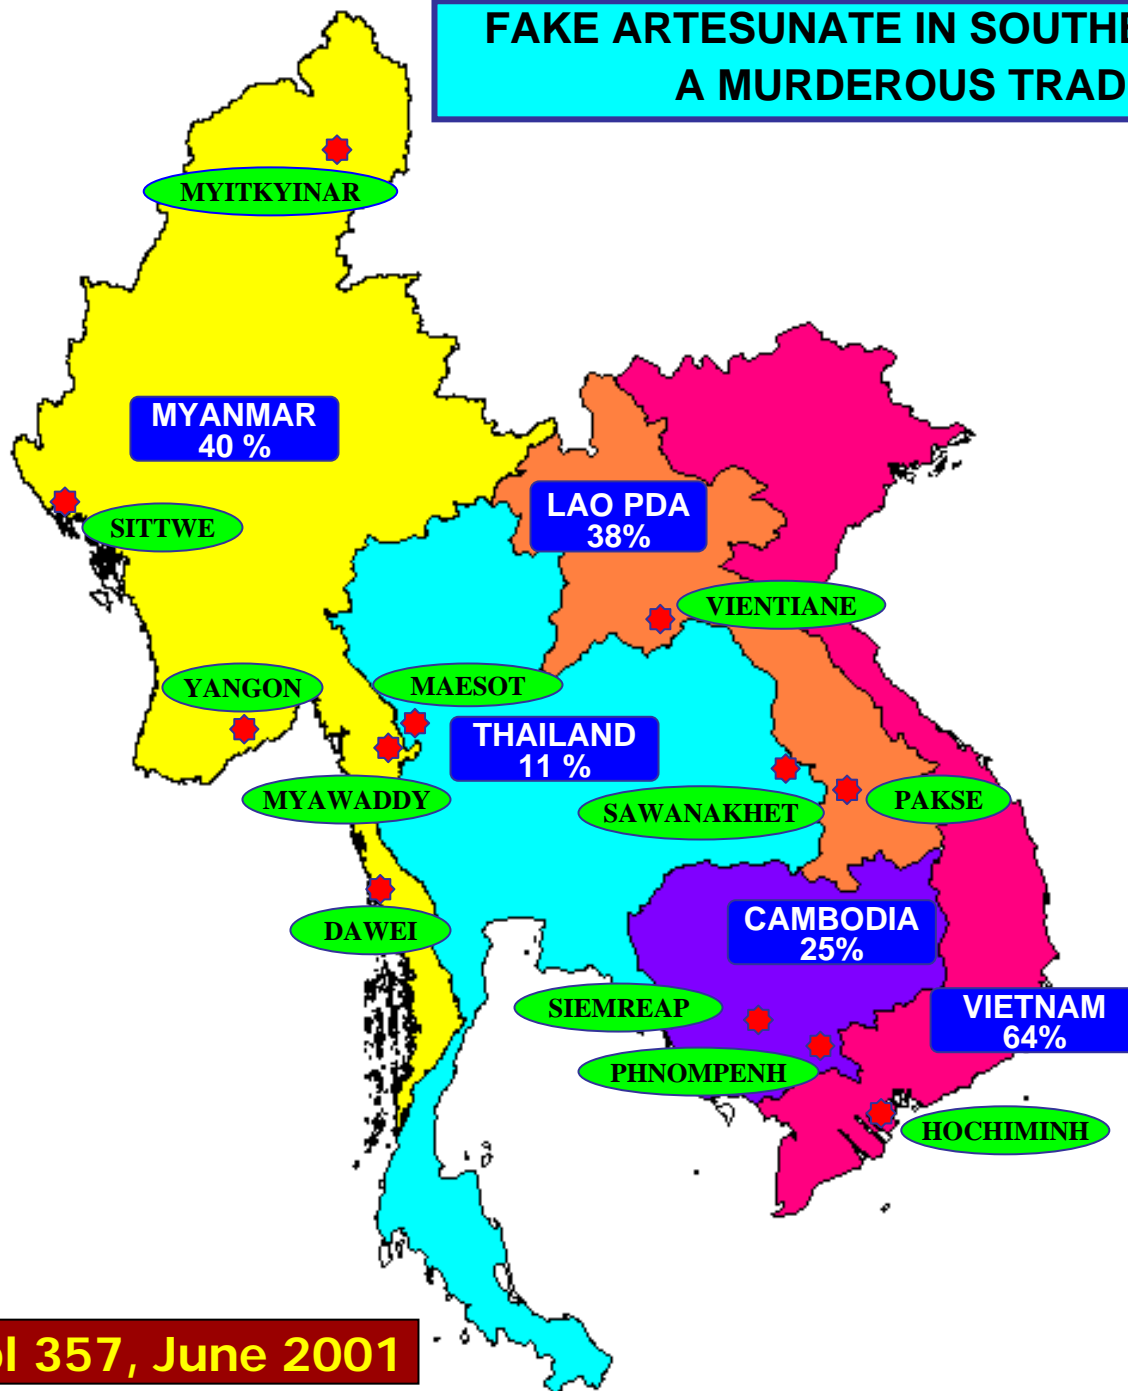 FAKE ARTESUNATE IN SOUTHE
A MURDEROUS TRAD
MYITKYINAR
MYANMAR
40 %
LAO PDA
38%
SITTWE
VIENTIANE
YANGON
MAESOT
THAILAND
11 %
MYAWADDY
SAWANAKHET
PAKSE
DAWEI
CAMBODIA
25%
SIEMREAP
VIETNAM
64%
PHNOMPENH
HOCHIMINH
ol 357, June 2001